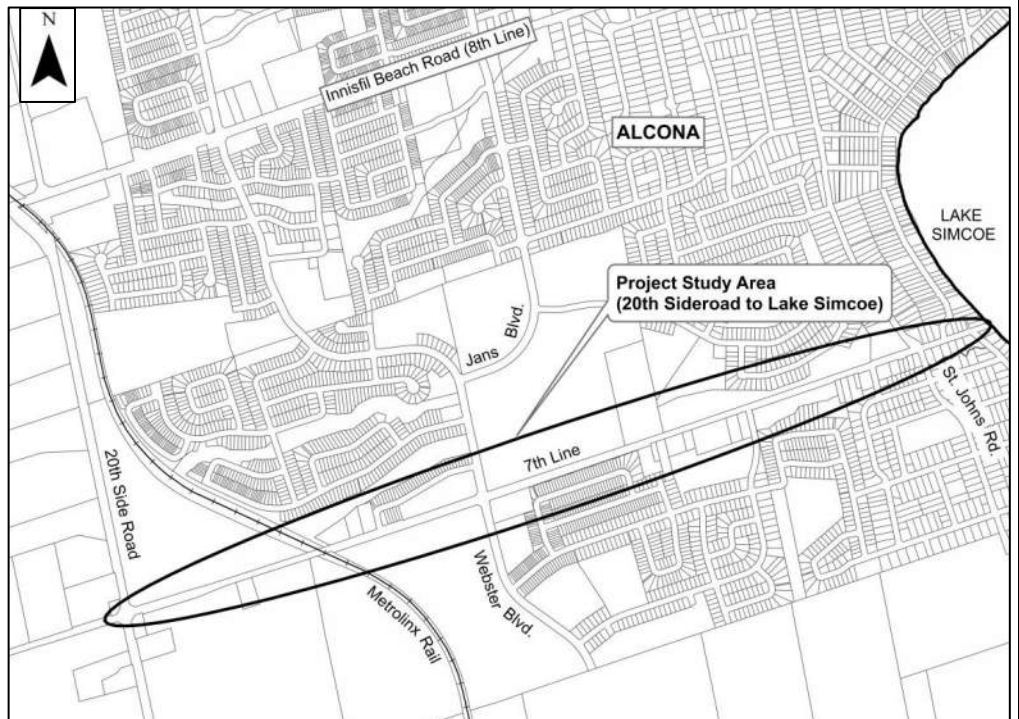 N
Innisfil Beach Road (8th Line)
ALCONA
LAKE
SIMCOE
Project Study Area
(20th Sideroad to Lake Simcoe)
Jans Blvd.
St. Johns Rd.
7th Line
20th Side Road
Webster Blvd.
Metrolinx Rail